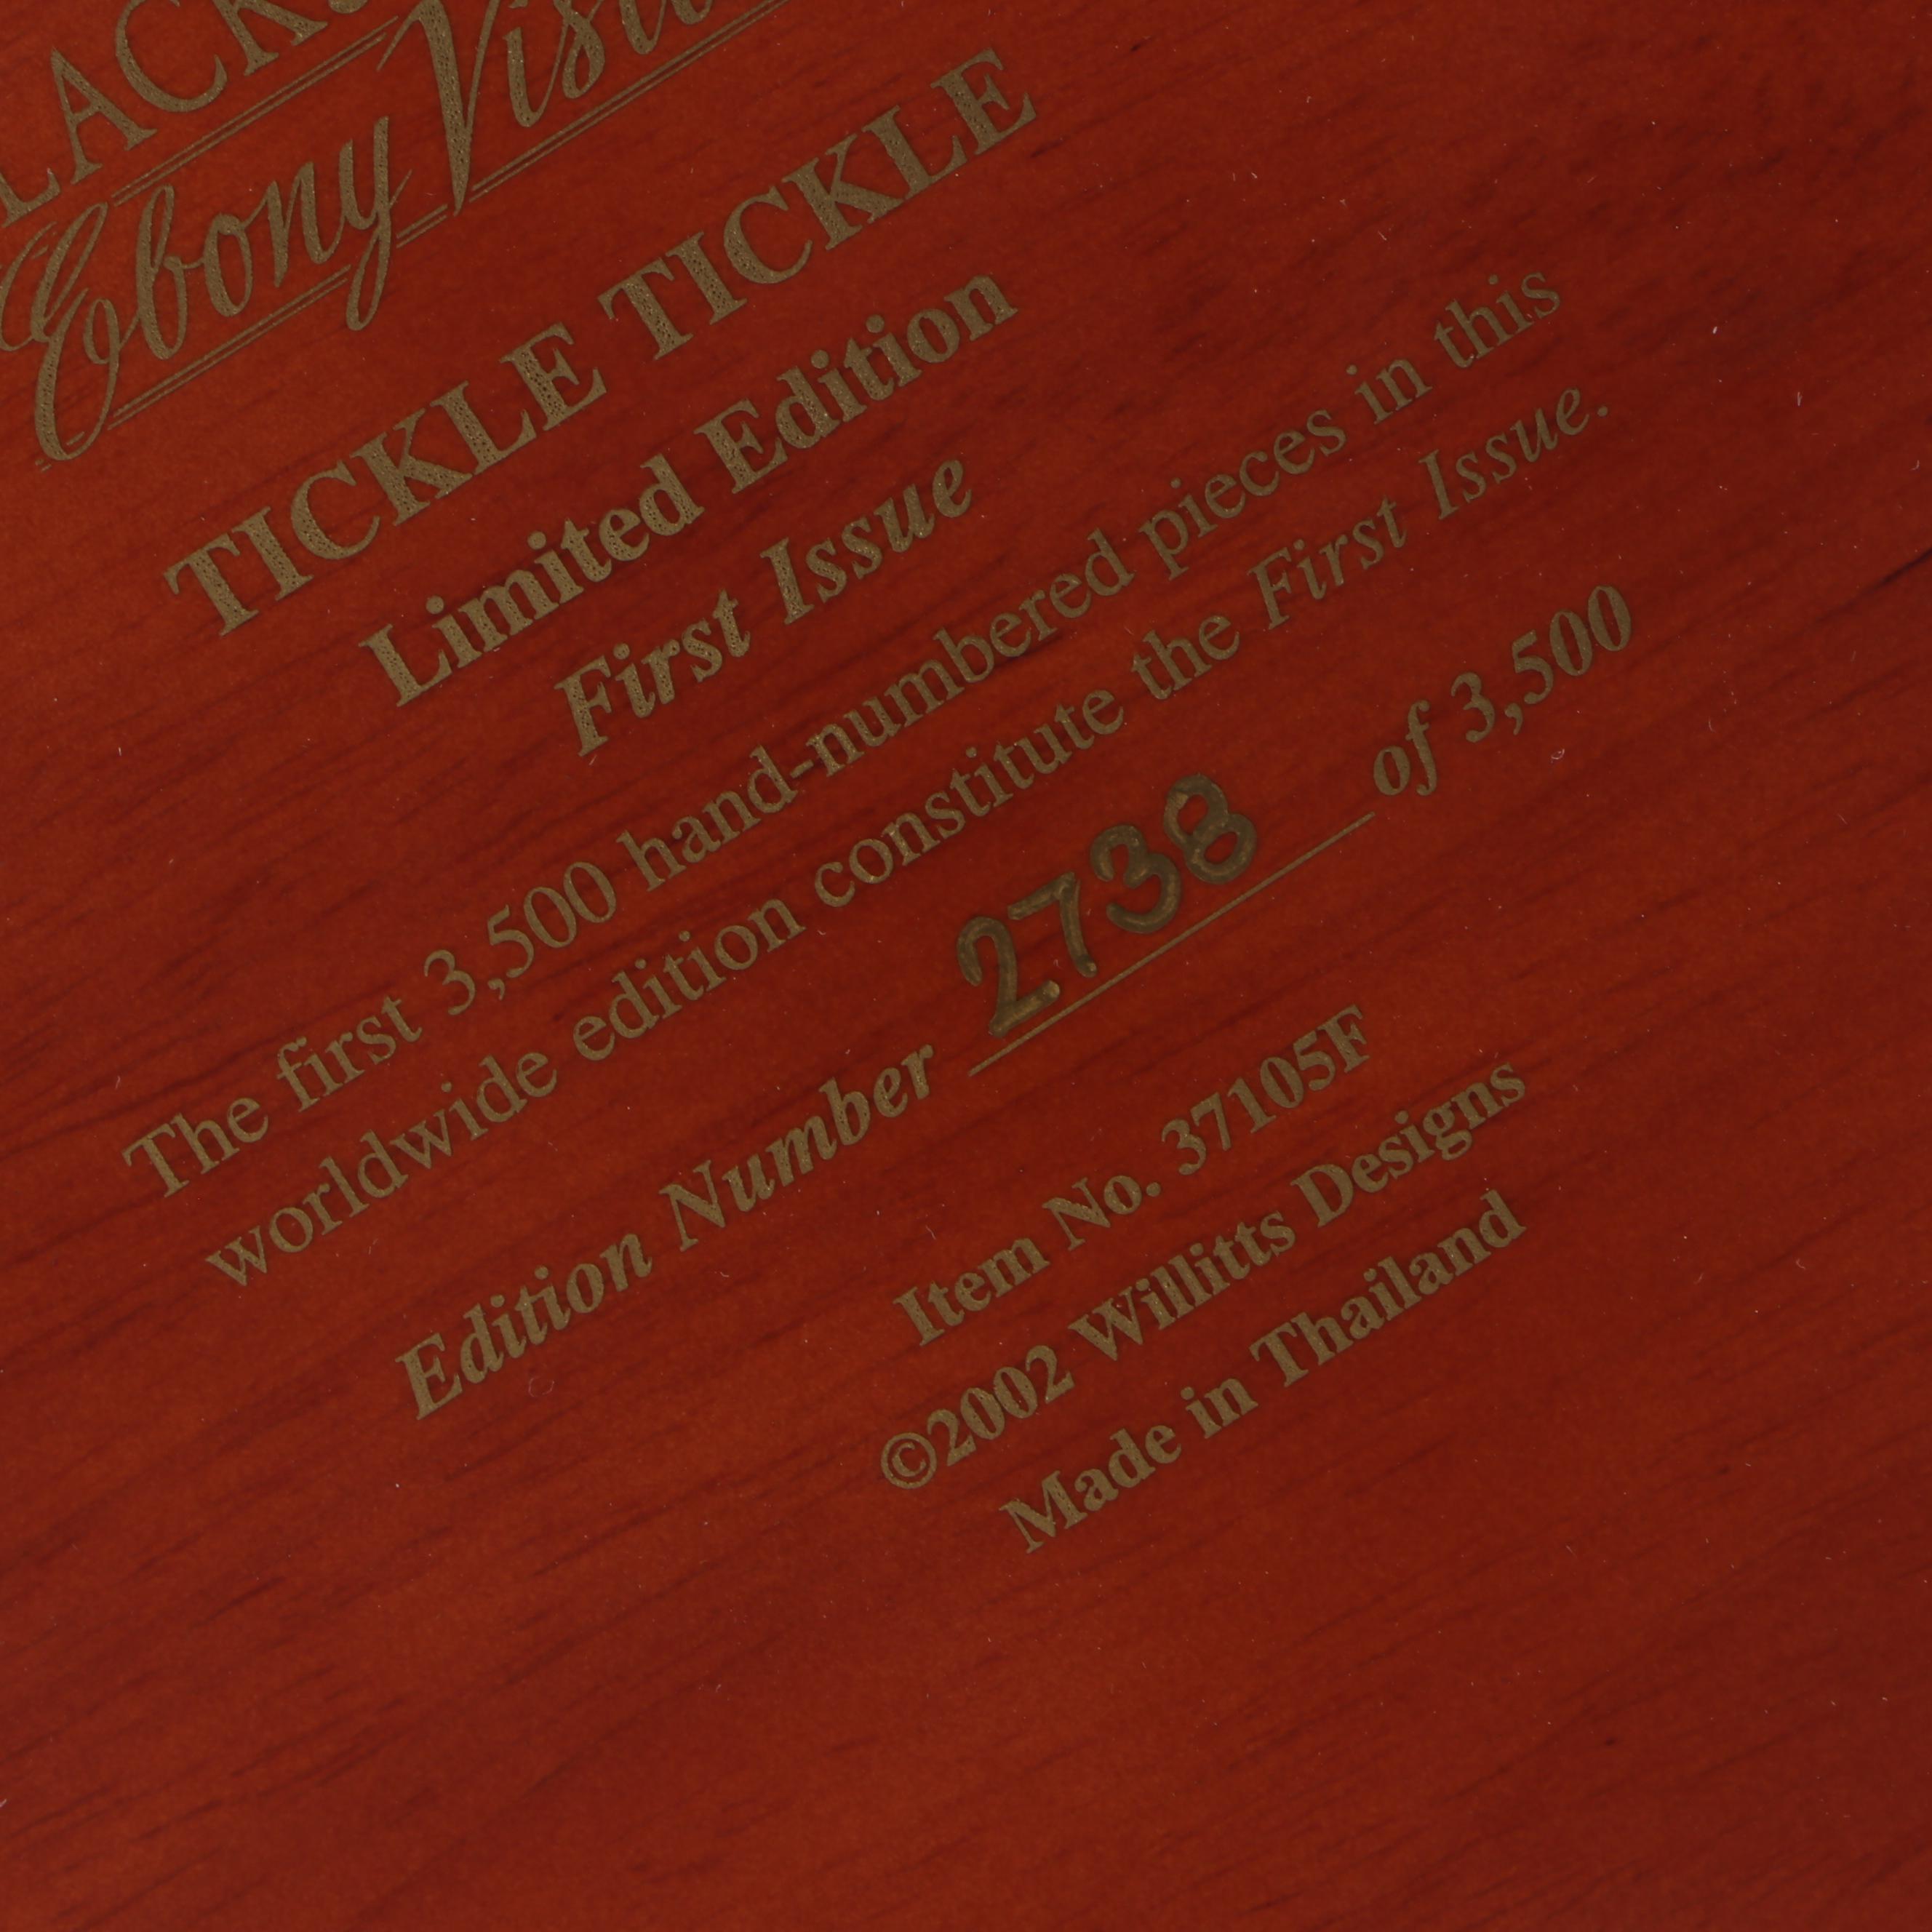 Ebony
TICKLE TICKLE
Limited Edition
First Issue
The first 3,500 hand-numbered pieces in this
worldwide edition constitute the First Issue.
Edition Number 2738 of 3,500
Item No. 37105F
©2002 Willitts Designs
Made in Thailand